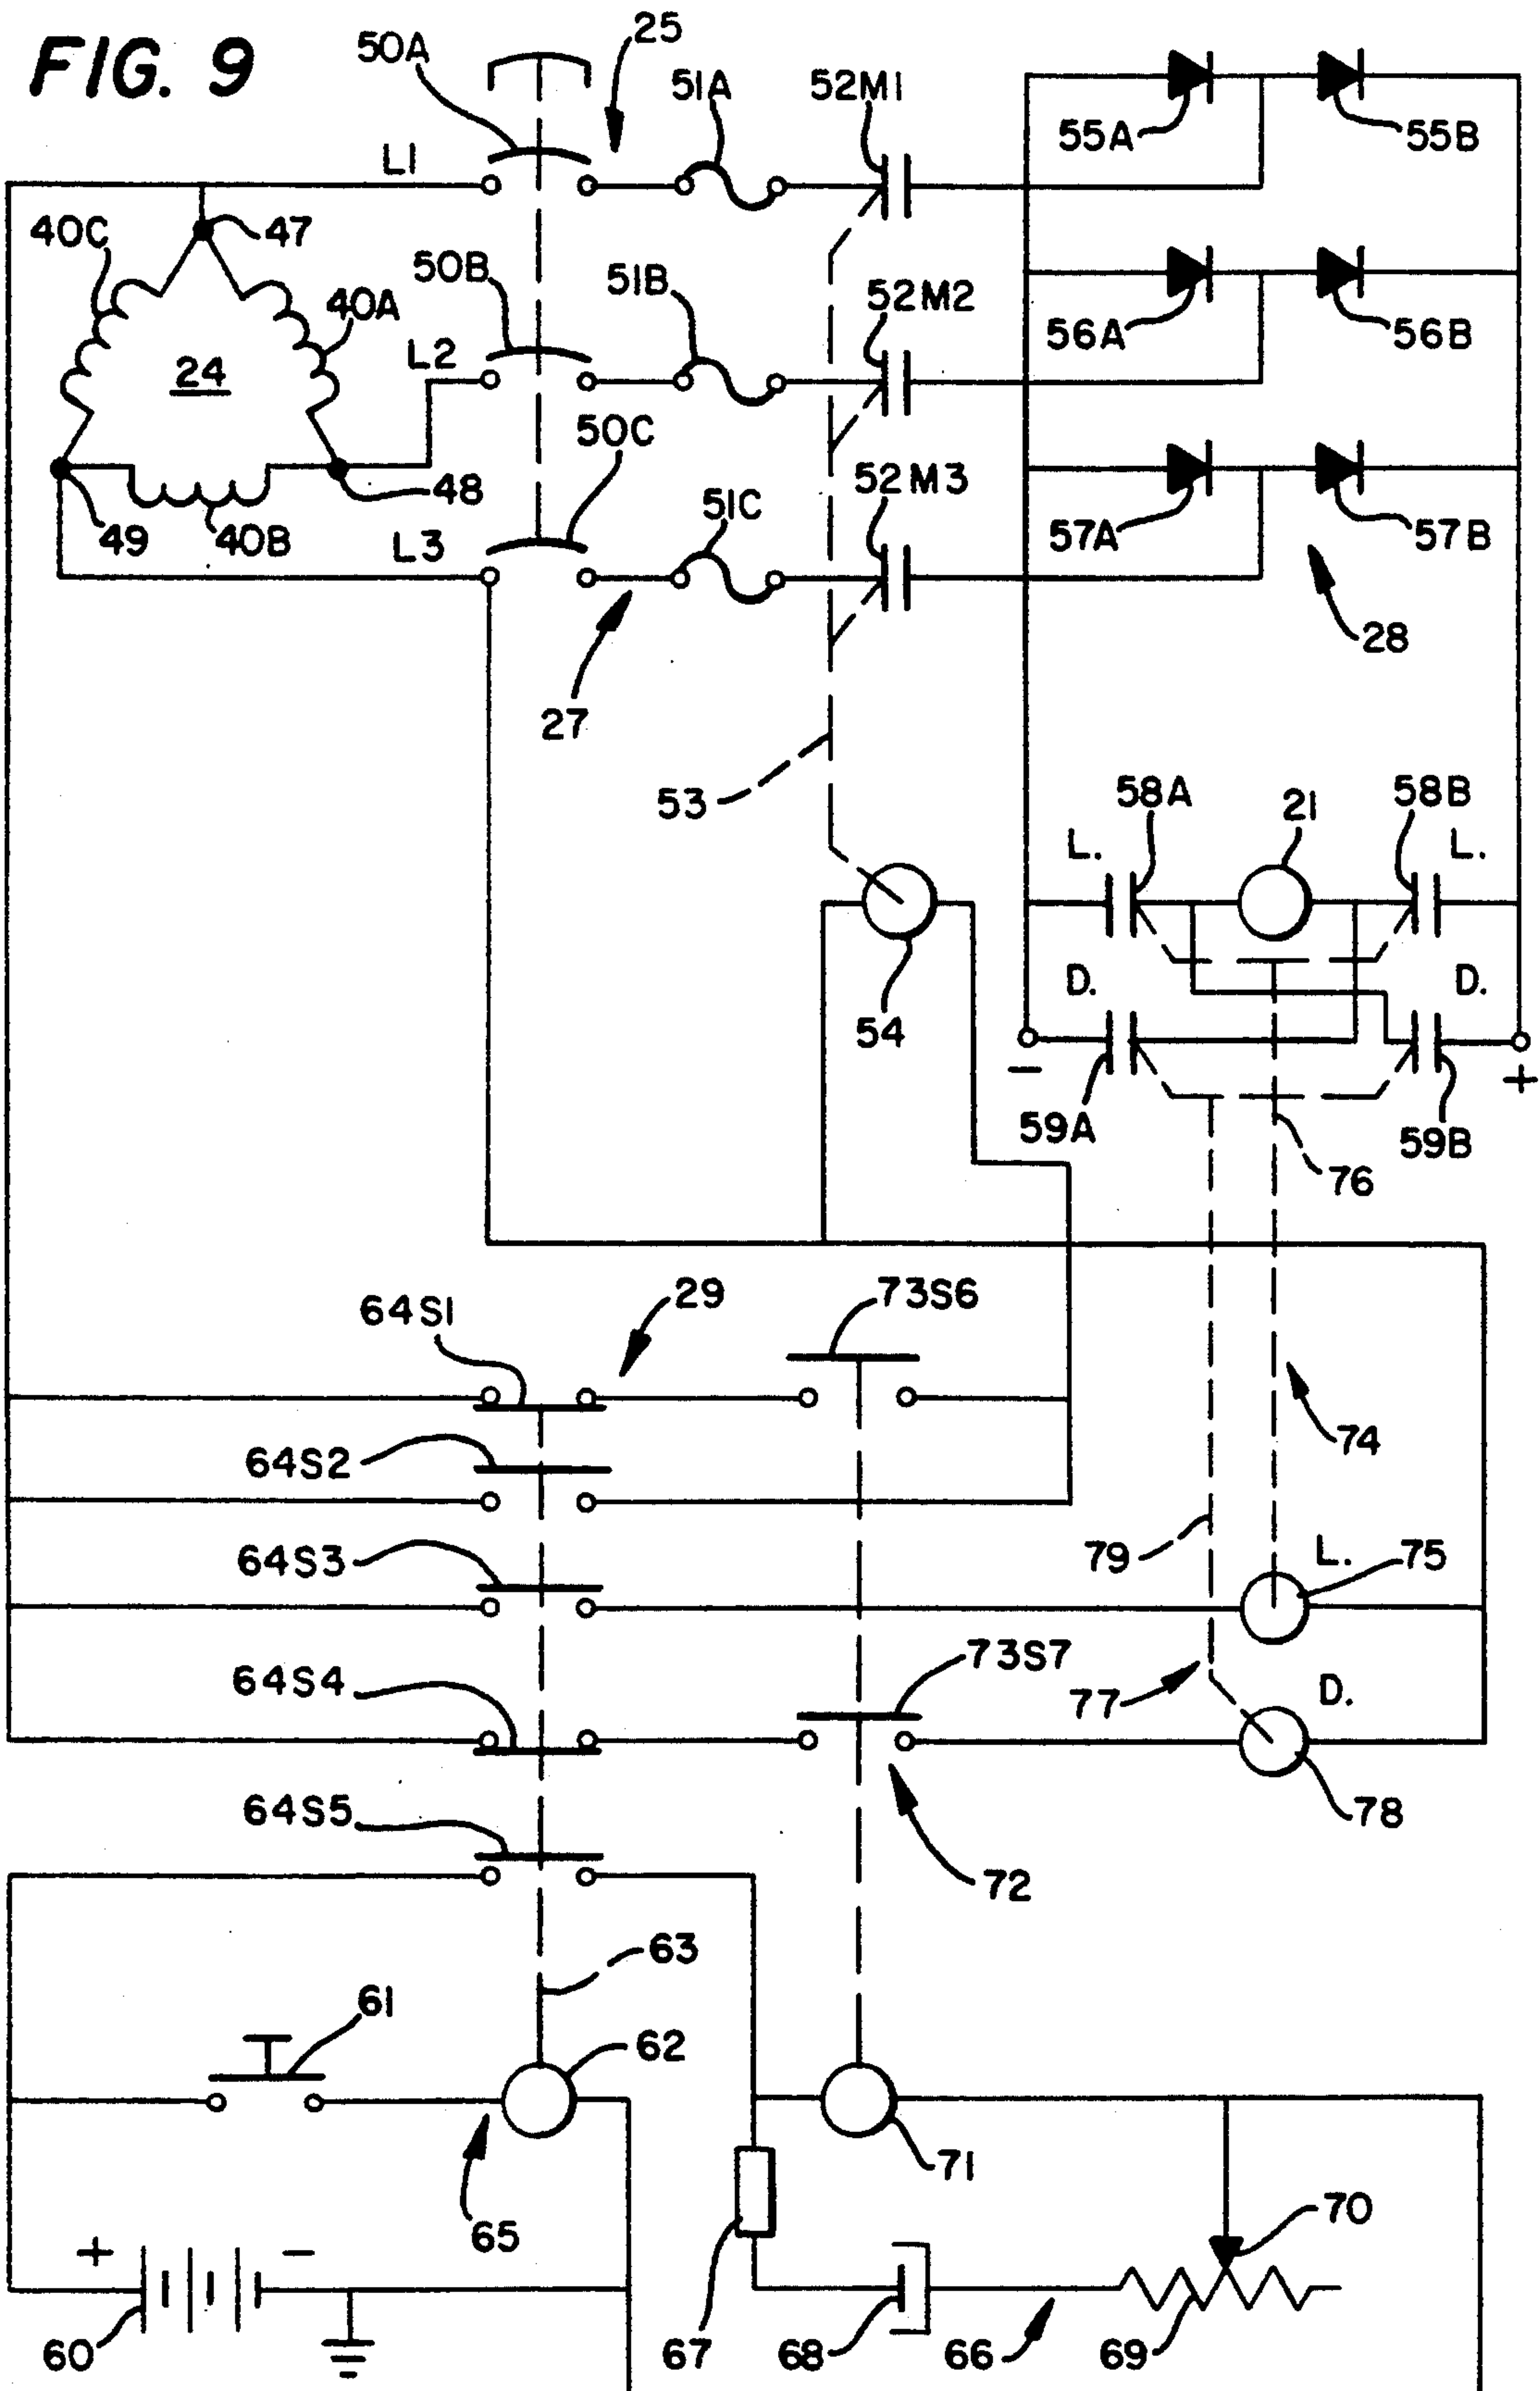 FIG. 9
50A
25
51A
52M1
55A
55B
L1
40C
47
50B
51B
52M2
56A
56B
40A
L2
24
50C
52M3
51C
49
40B
48
L3
57A
57B
27
28
53
58A
21
58B
L.
L.
54
D.
D.
−
+
59A
59B
76
64S1
29
73S6
74
64S2
64S3
79
L.
75
64S4
73S7
77
D.
78
64S5
72
63
61
62
71
65
70
+
−
60
67
68
66
69